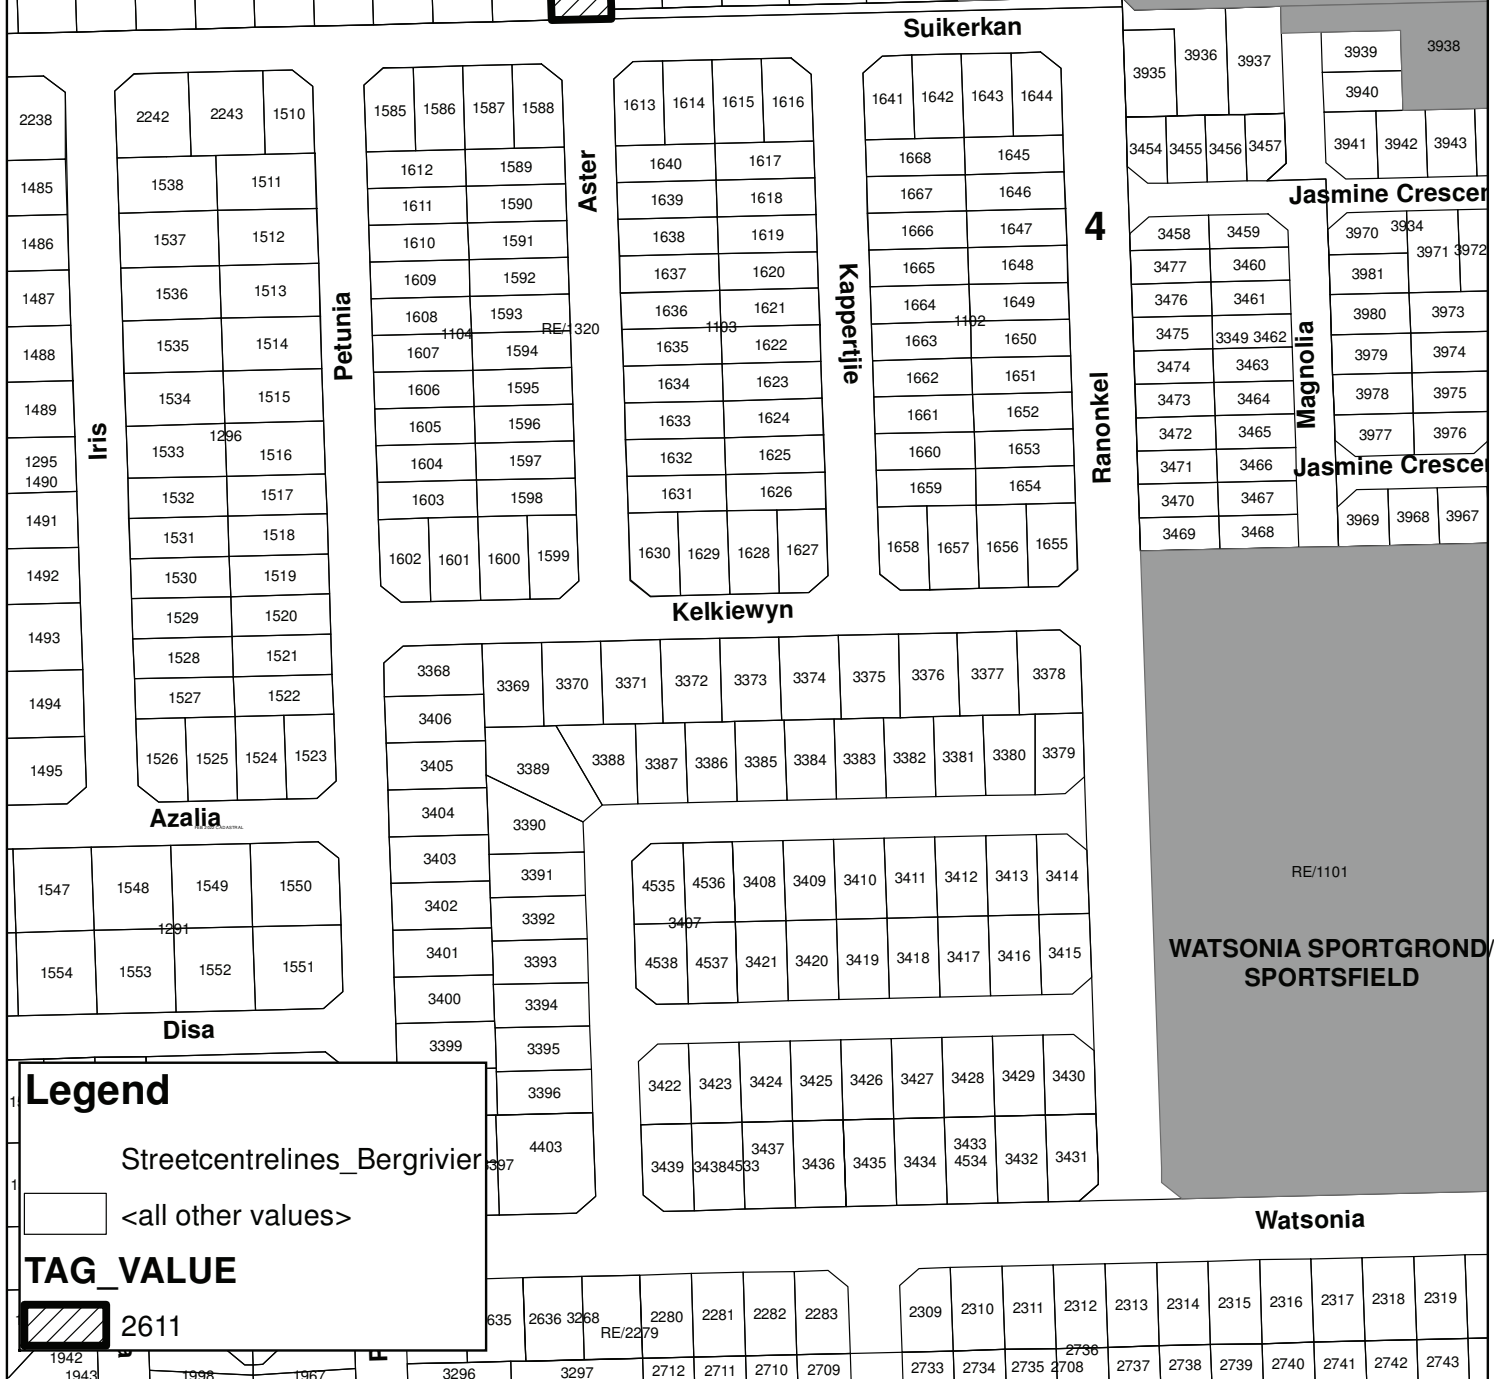 Suikerkan
3935 3936 3937 3939 3938
3940
2238 2242 2243 1510 1585 1586 1587 1588 1613 1614 1615 1616 1641 1642 1643 1644
3454 3455 3456 3457 3941 3942 3943
Jasmine Crescen
Iris
Petunia
Aster
Kappertjie
Ranonkel
Magnolia
4
1485 1538 1511 1612 1589 1640 1617 1668 1645
1611 1590 1639 1618 1667 1646
1486 1537 1512 1610 1591 1638 1619 1666 1647 3458 3459 3970 3934
1487 1536 1513 1609 1592 1637 1620 1665 1648 3477 3460 3981 3971 3972
1608 1593 1636 1621 1664 1649 3476 3461 3980 3973
1104 RE/1320 1103 1102
1488 1535 1514 1607 1594 1635 1622 1663 1650 3475 3349 3462 3979 3974
1606 1595 1634 1623 1662 1651 3474 3463
1489 1534 1515 1605 1596 1633 1624 1661 1652 3473 3464 3978 3975
1296
1295 1533 1516 1604 1597 1632 1625 1660 1653 3472 3465 3977 3976
1490
Jasmine Crescen
1532 1517 1603 1598 1631 1626 1659 1654 3471 3466
1491 1531 1518 3470 3467 3969 3968 3967
3469 3468
1492 1530 1519 1602 1601 1600 1599 1630 1629 1628 1627 1658 1657 1656 1655
Kelkiewyn
1493 1529 1520
1528 1521
1494 1527 1522
1495 1526 1525 1524 1523
3368 3369 3370 3371 3372 3373 3374 3375 3376 3377 3378
3406
3405 3389 3388 3387 3386 3385 3384 3383 3382 3381 3380 3379
Azalia
FEB 2022 CADASTRAL
3404 3390
3403 3391
1547 1548 1549 1550
1291
1554 1553 1552 1551
3402 3392
3401 3393
3400 3394
3399 3395
3396
4535 4536 3408 3409 3410 3411 3412 3413 3414
3407
4538 4537 3421 3420 3419 3418 3417 3416 3415
RE/1101
WATSONIA SPORTGROND/
SPORTSFIELD
Disa
3422 3423 3424 3425 3426 3427 3428 3429 3430
4403 3397
3439 3438 4533 3437 3436 3435 3434 3433 3432 3431
4534
Watsonia
Legend
Streetcentrelines_Bergrivier
<all other values>
TAG_VALUE
2611
635 2636 3268 2280 2281 2282 2283 2309 2310 2311 2312 2313 2314 2315 2316 2317 2318 2319
RE/2279
2736
1942
1943 1998 1967 3296 3297 2712 2711 2710 2709 2733 2734 2735 2708 2737 2738 2739 2740 2741 2742 2743